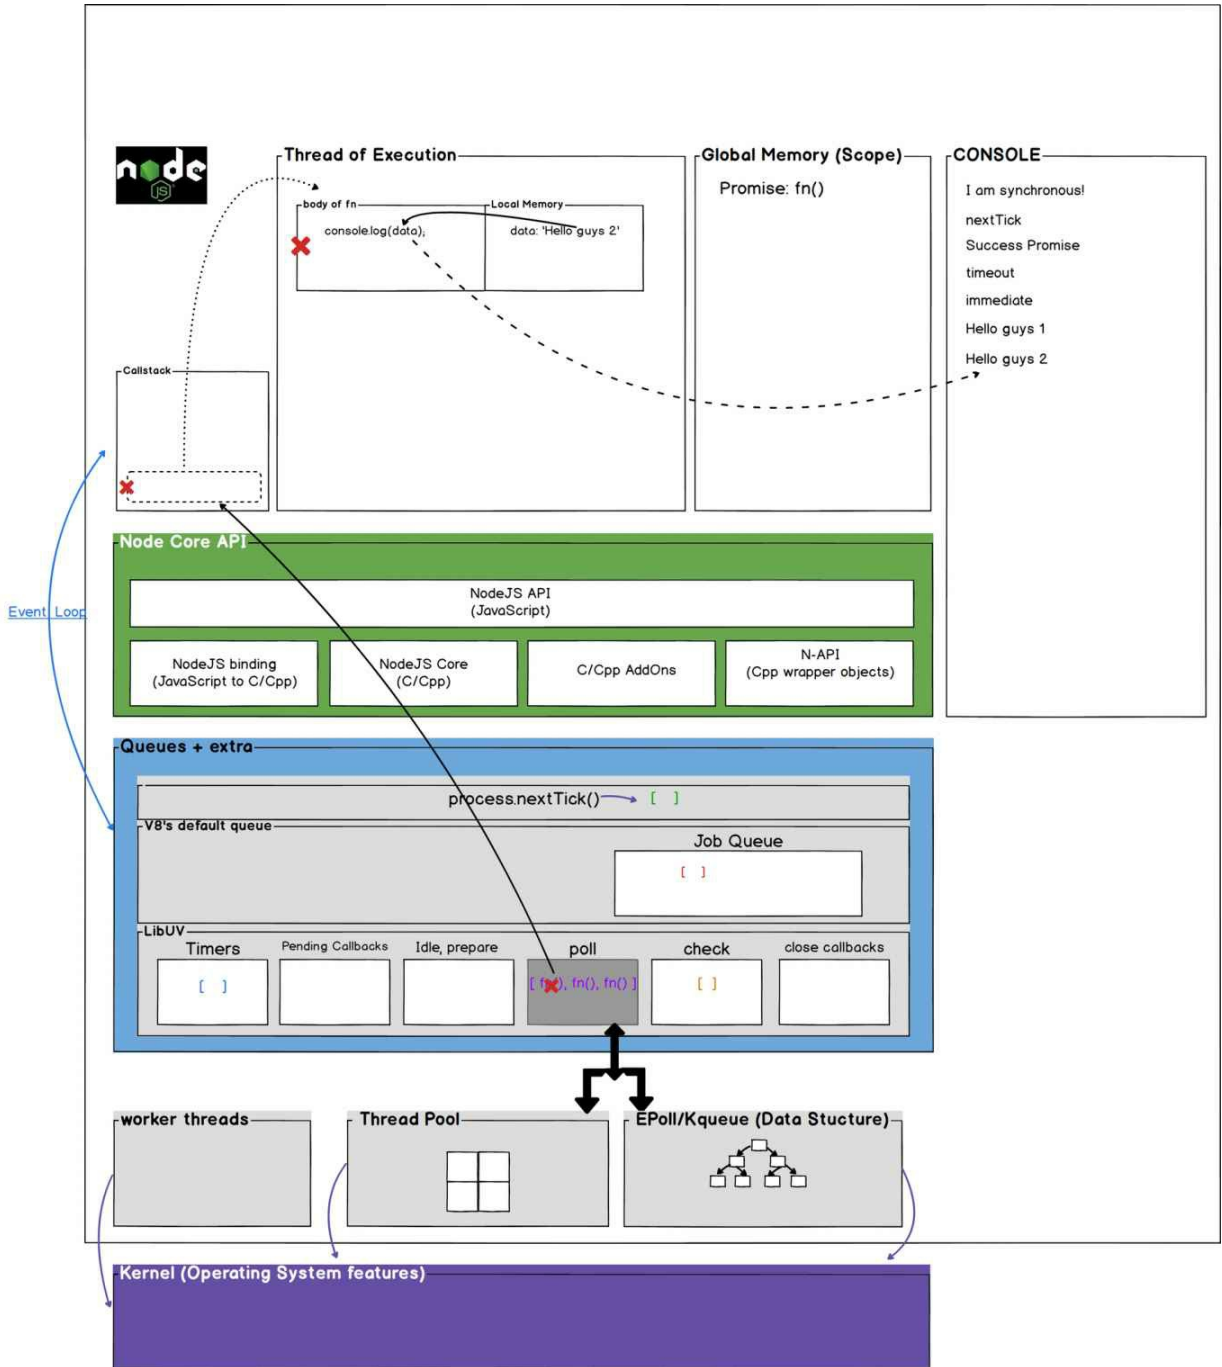 node
JS
Thread of Execution
Global Memory (Scope)
CONSOLE
Promise: fn()
I am synchronous!
body of fn
Local Memory
nextTick
console.log(data);
data: 'Hello guys 2'
Success Promise
timeout
immediate
Hello guys 1
Hello guys 2
Callstack
Node Core API
NodeJS API
(JavaScript)
Event Loop
NodeJS binding
(JavaScript to C/Cpp)
NodeJS Core
(C/Cpp)
C/Cpp AddOns
N-API
(Cpp wrapper objects)
Queues + extra
process.nextTick()
[ ]
V8's default queue
Job Queue
[ ]
LibUV
Timers
Pending Callbacks
Idle, prepare
poll
check
close callbacks
[ ]
[ fn(), fn(), fn() ]
[ ]
worker threads
Thread Pool
EPoll/Kqueue (Data Stucture)
Kernel (Operating System features)